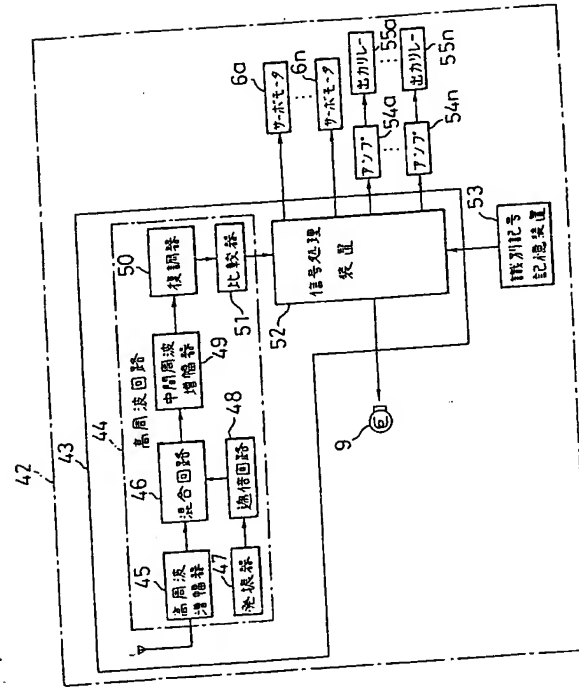 42
43
44
高周波回路
45
高周波
増幅器
46
混合回路
47
発振器
48
逓倍回路
49
中間周波
増幅器
50
復調器
51
比較器
52
信号処理
装置
53
識別記号
記憶装置
6a
サーボモータ
6n
サーボモータ
54a
アンプ
54n
アンプ
55a
出力リレー
55n
出力リレー
9